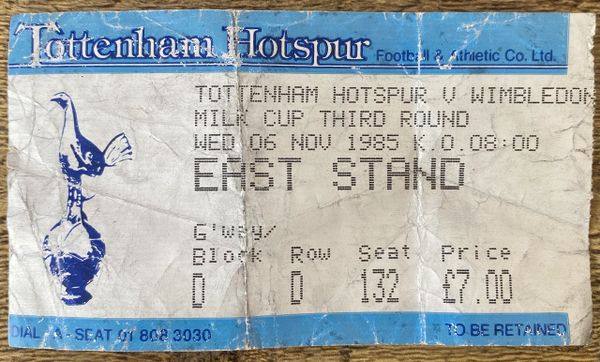 Tottenham Hotspur Football & Athletic Co. Ltd.
TOTTENHAM HOTSPUR V WIMBLEDON
MILK CUP THIRD ROUND
WED 06 NOV 1985 K.O.08:00
EAST STAND
G'way/
Block Row Seat Price
D D 132 £7.00
DIAL-A-SEAT 01 808 3030 TO BE RETAINED